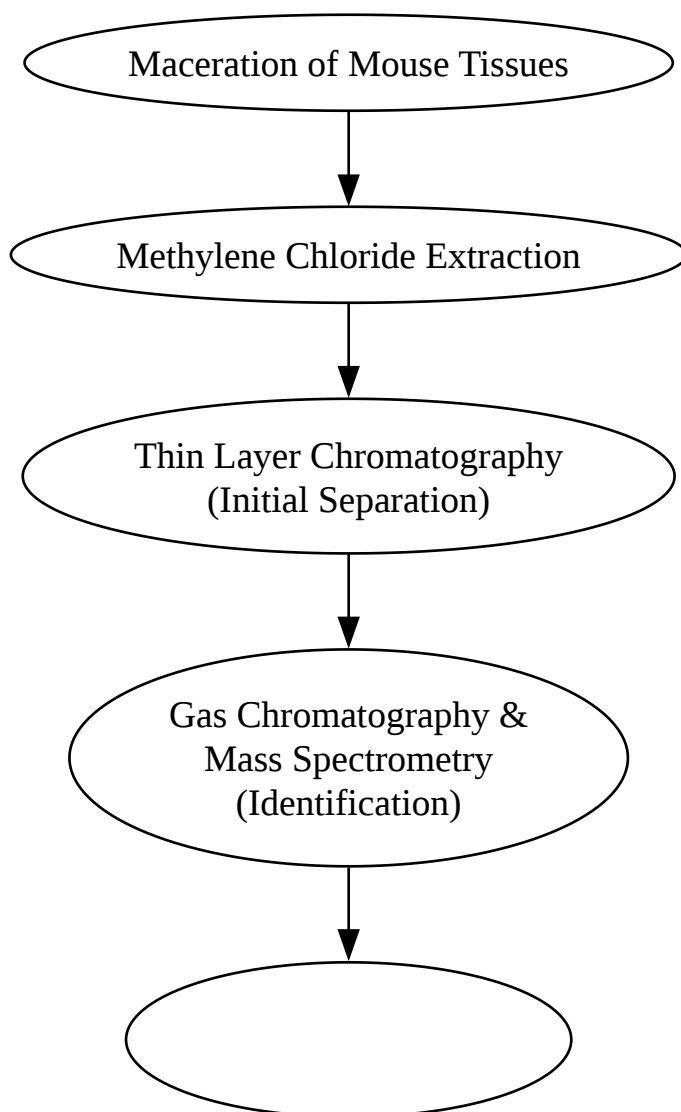 Maceration of Mouse Tissues
Methylene Chloride Extraction
Thin Layer Chromatography
(Initial Separation)
Gas Chromatography &
Mass Spectrometry
(Identification)